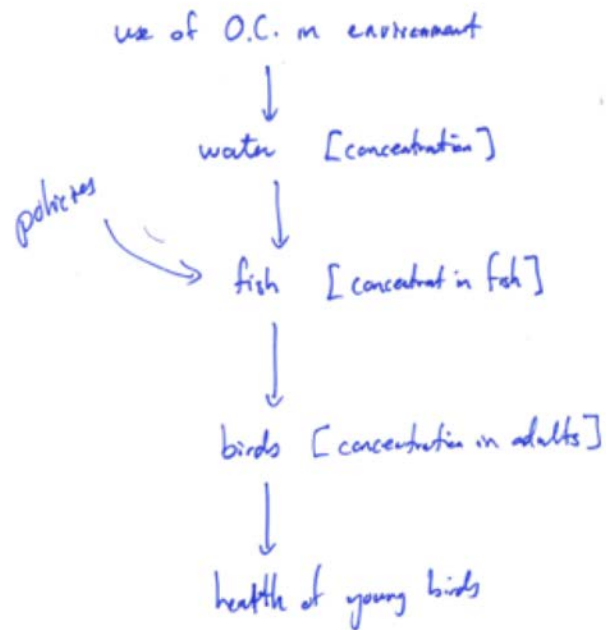 use of O.C. in environment
water [concentration]
policies
fish [concentrat in fish]
birds [concentration in adults]
health of young birds